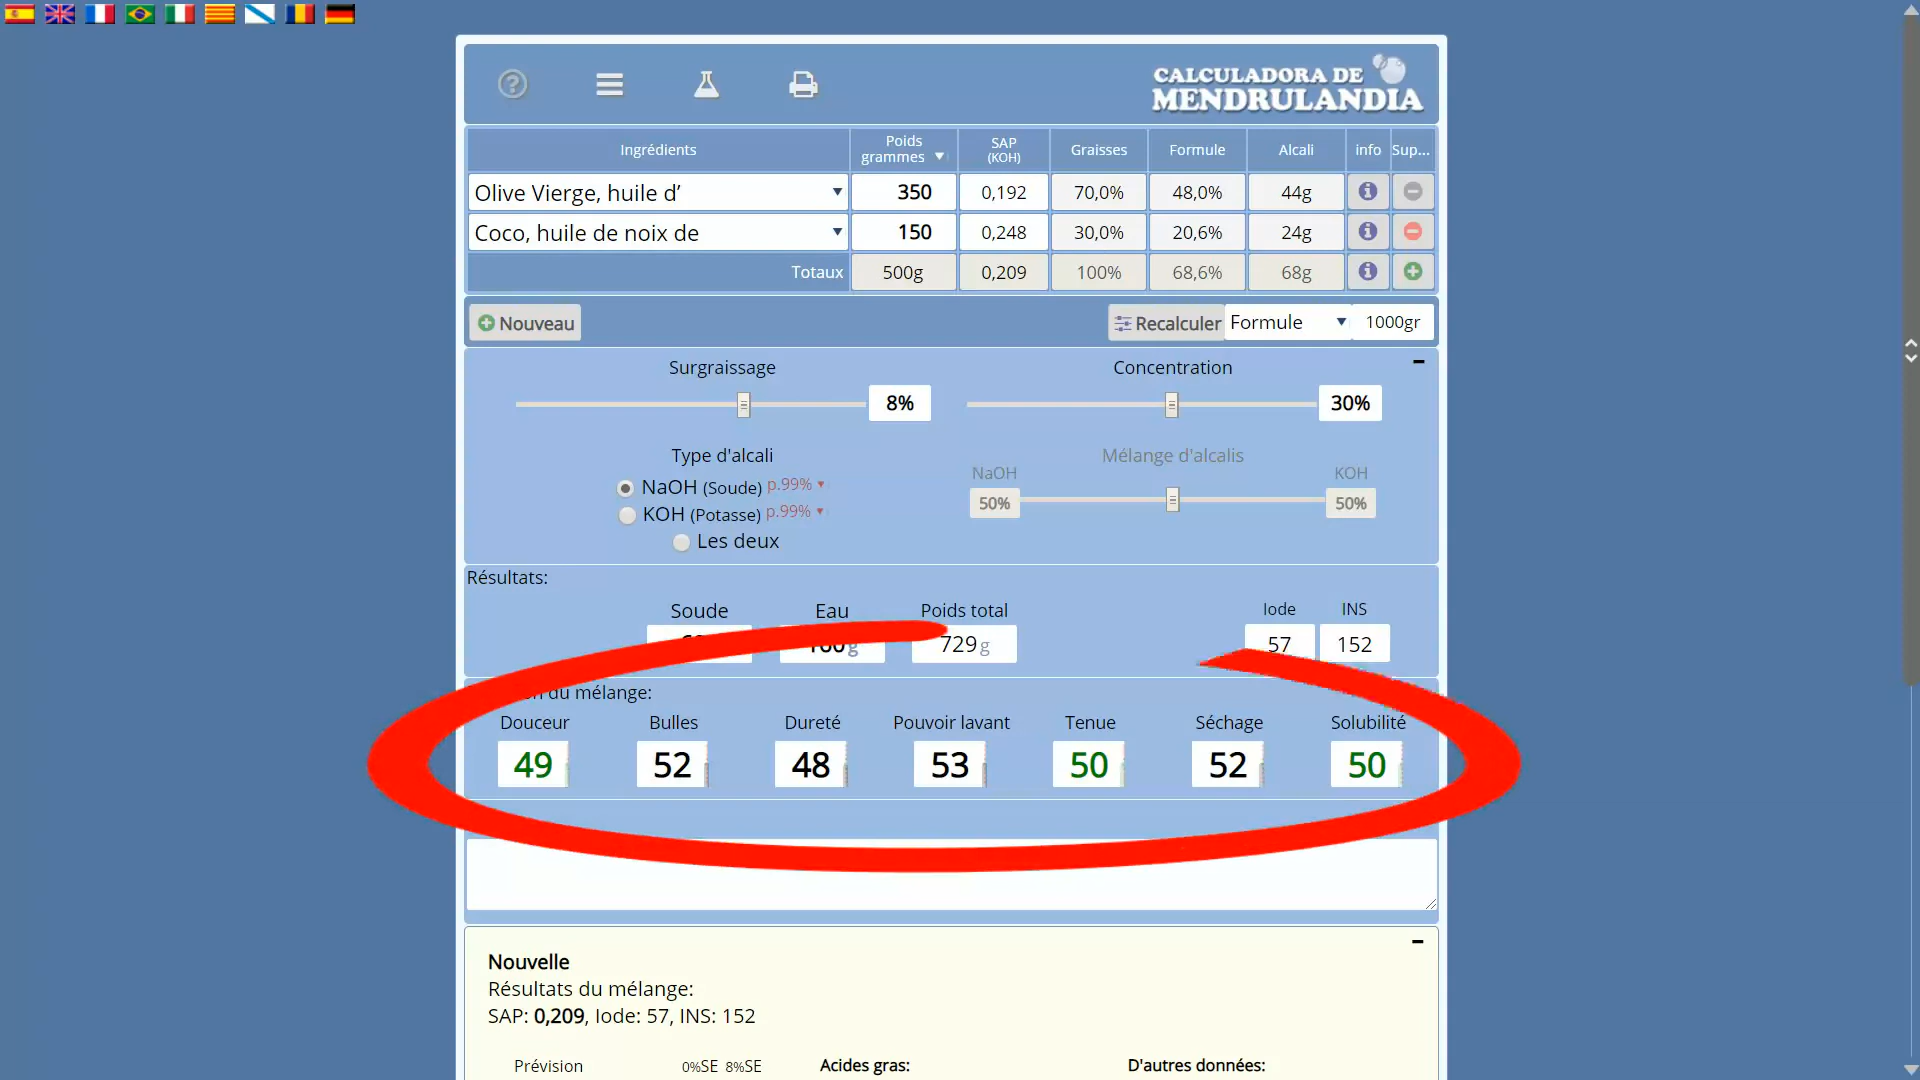 CALCULADORA DE
MENDRULANDIA
Ingrédients
Poids
grammes
SAP
(KOH)
Graisses
Formule
Alcali
info
Sup...
Olive Vierge, huile d’
350
0,192
70,0%
48,0%
44g
Coco, huile de noix de
150
0,248
30,0%
20,6%
24g
Totaux
500g
0,209
100%
68,6%
68g
Nouveau
Recalculer
Formule
1000gr
Surgraissage
8%
Concentration
30%
Type d'alcali
NaOH (Soude) p.99%
KOH (Potasse) p.99%
Les deux
Mélange d'alcalis
NaOH
KOH
50%
50%
Résultats:
Soude
Eau
Poids total
Iode
INS
160g
729g
57
152
du mélange:
Douceur
Bulles
Dureté
Pouvoir lavant
Tenue
Séchage
Solubilité
49
52
48
53
50
52
50
Nouvelle
Résultats du mélange:
SAP: 0,209, Iode: 57, INS: 152
Prévision
0%SE 8%SE
Acides gras:
D'autres données: